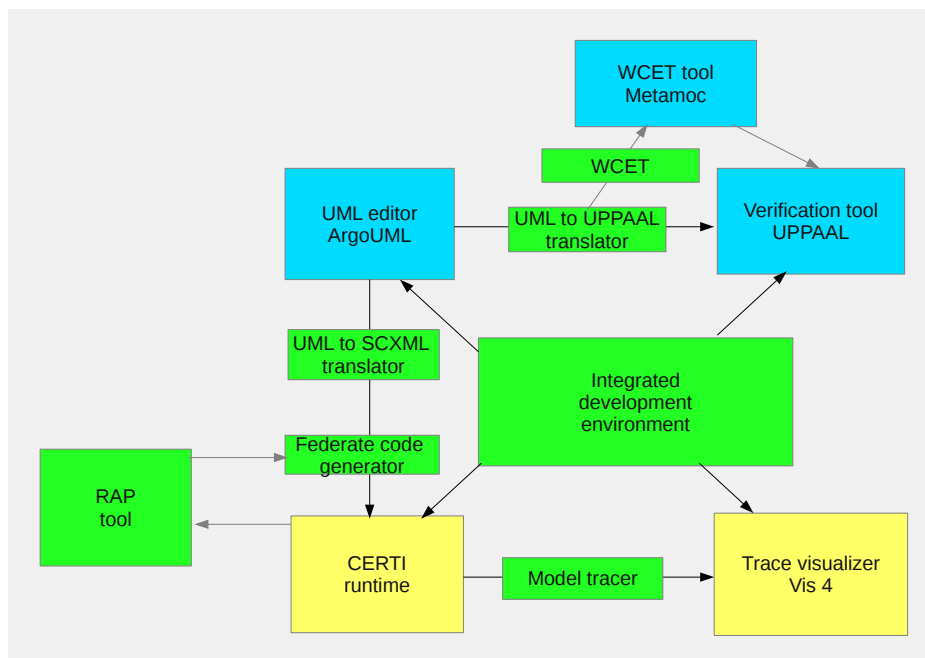 WCET tool
Metamoc
WCET
UML editor
ArgoUML
UML to UPPAAL
translator
Verification tool
UPPAAL
UML to SCXML
translator
Integrated
development
environment
Federate code
generator
RAP
tool
CERTI
runtime
Model tracer
Trace visualizer
Vis 4